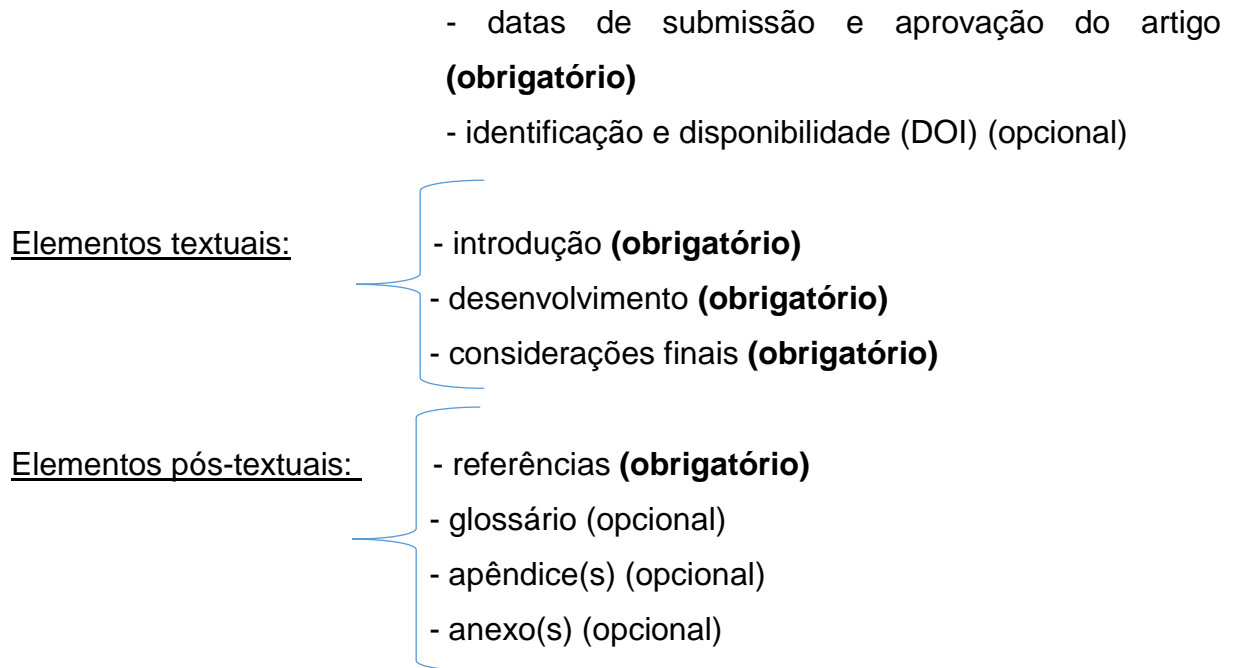 - datas de submissão e aprovação do artigo
(obrigatório)
- identificação e disponibilidade (DOI) (opcional)
Elementos textuais: - introdução (obrigatório)
- desenvolvimento (obrigatório)
- considerações finais (obrigatório)
Elementos pós-textuais: - referências (obrigatório)
- glossário (opcional)
- apêndice(s) (opcional)
- anexo(s) (opcional)